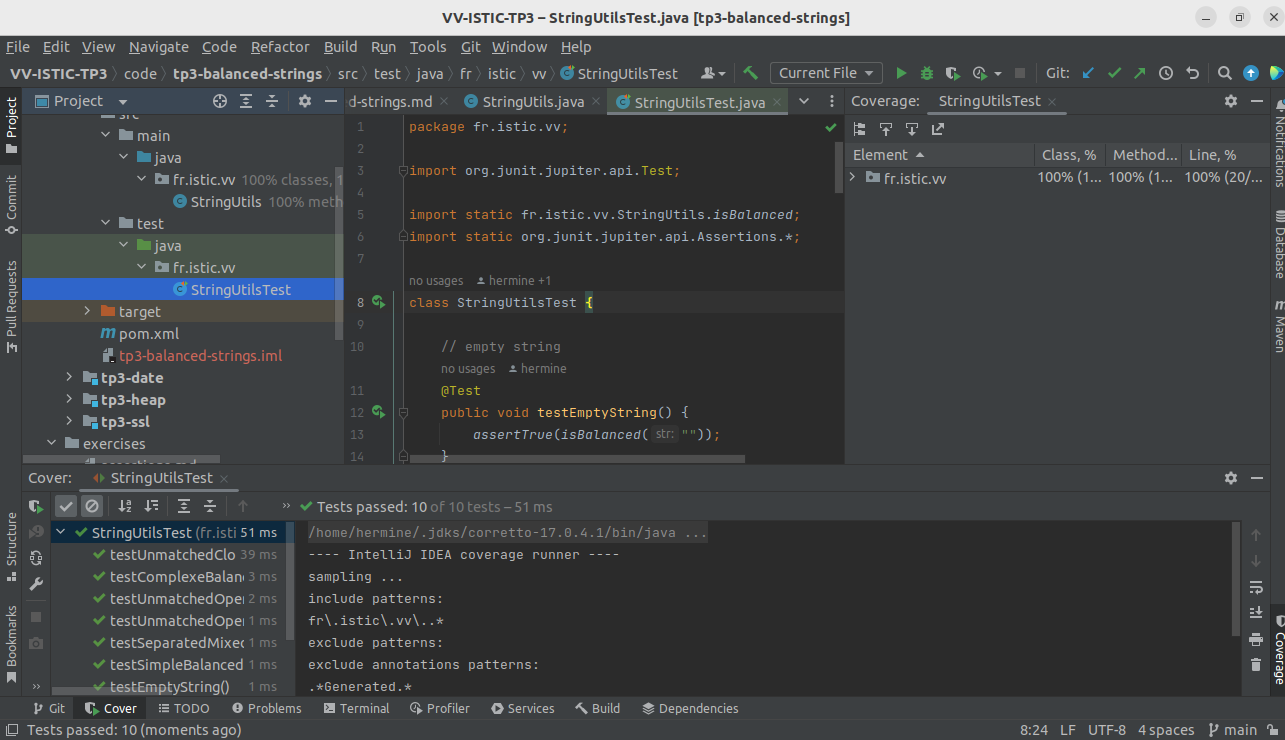 VV-ISTIC-TP3 – StringUtilsTest.java [tp3-balanced-strings]
File Edit View Navigate Code Refactor Build Run Tools Git Window Help
VV-ISTIC-TP3 code tp3-balanced-strings src test java fr istic vv StringUtilsTest Current File Git:
Project
d-strings.md StringUtils.java StringUtilsTest.java
Coverage: StringUtilsTest
Project
Commit
Pull Requests
Structure
Bookmarks
src
main
java
fr.istic.vv 100% classes, 1
StringUtils 100% meth
test
java
fr.istic.vv
StringUtilsTest
target
pom.xml
tp3-balanced-strings.iml
tp3-date
tp3-heap
tp3-ssl
exercises
assertions.md
1 package fr.istic.vv;
2
3 import org.junit.jupiter.api.Test;
4
5 import static fr.istic.vv.StringUtils.isBalanced;
6 import static org.junit.jupiter.api.Assertions.*;
7
no usages hermine +1
8 class StringUtilsTest {
9
10 // empty string
no usages hermine
11 @Test
12 public void testEmptyString() {
13 assertTrue(isBalanced( str: ""));
14 }
Element Class, % Method... Line, %
fr.istic.vv 100% (1... 100% (1... 100% (20/...
Notifications
Database
Maven
Coverage
Cover: StringUtilsTest
Tests passed: 10 of 10 tests – 51 ms
StringUtilsTest (fr.isti 51 ms
testUnmatchedClo 39 ms
testComplexeBalan 3 ms
testUnmatchedOper 2 ms
testUnmatchedOper 1 ms
testSeparatedMixed 1 ms
testSimpleBalanced 1 ms
testEmptyString() 1 ms
/home/hermine/.jdks/corretto-17.0.4.1/bin/java ...
---- IntelliJ IDEA coverage runner ----
sampling ...
include patterns:
fr\.istic\.vv\..*
exclude patterns:
exclude annotations patterns:
.*Generated.*
Git Cover TODO Problems Terminal Profiler Services Build Dependencies
Tests passed: 10 (moments ago) 8:24 LF UTF-8 4 spaces main